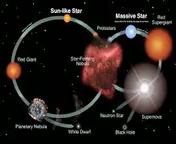 Sun-like Star
Massive Star
Red
Supergiant
Protostars
Star-Forming
Nebula
Red Giant
Planetary Nebula
White Dwarf
Neutron Star
Supernova
Black Hole